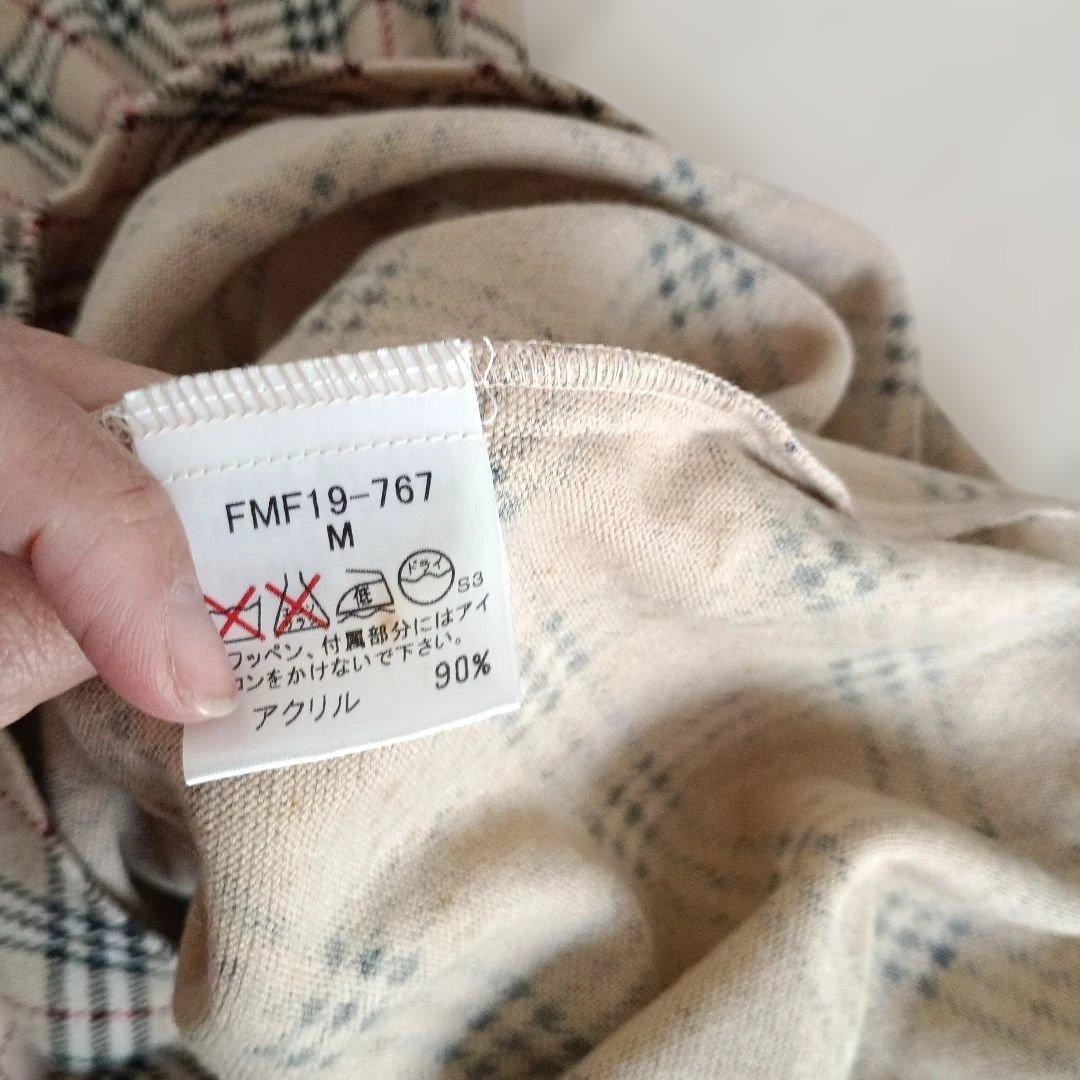 FMF19-767
M
低 ドライ S3
ワッペン、付属部分にはアイ
ロンをかけないで下さい。
アクリル 90%